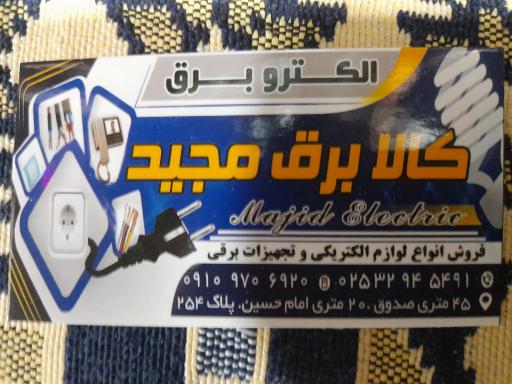 الکترو برق
کالا برق مجید
Majid Electric
فروش انواع لوازم الکتریکی و تجهیزات برقی
۰۲۵۳۲ ۹۴ ۵۴۹۱ ۰۹۱۰ ۹۷۰ ۶۹۲۰
۴۵ متری صدوق ،۲۰ متری امام حسین، پلاک ۲۵۴